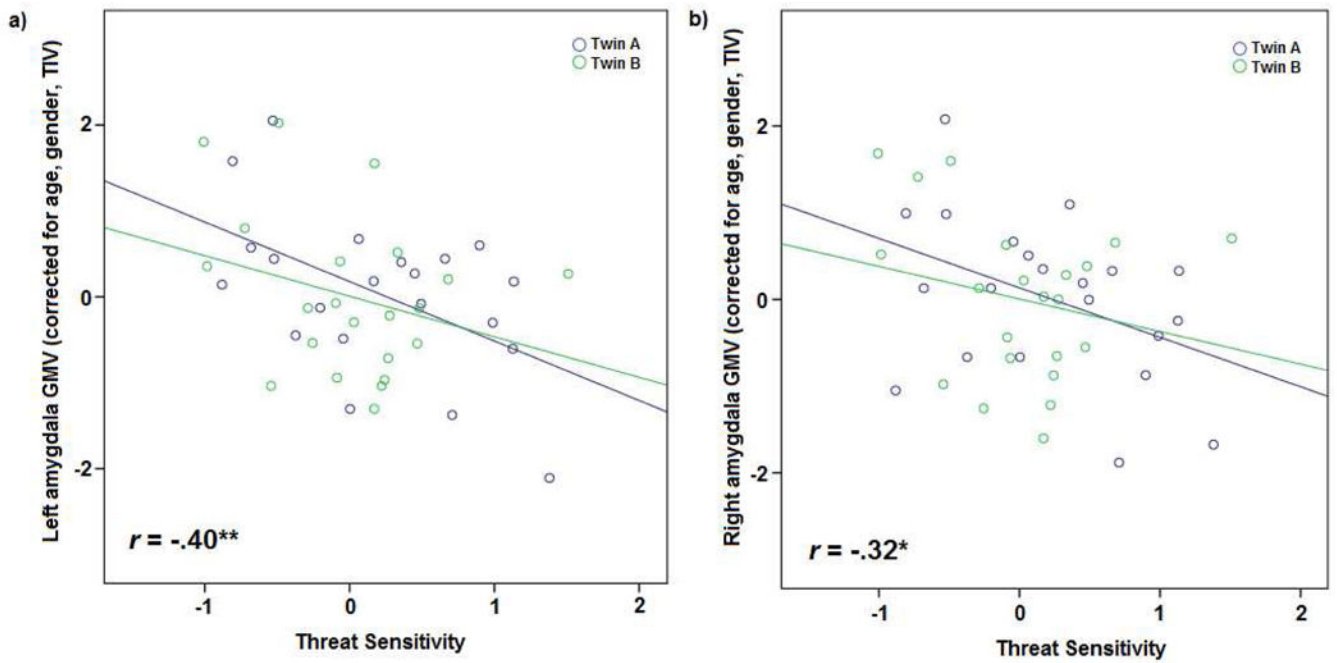 a)
Left amygdala GMV (corrected for age, gender, TIV)
Twin A
Twin B
2
0
-2
r = -.40**
-1
0
1
2
Threat Sensitivity
b)
Right amygdala GMV (corrected for age, gender, TIV)
Twin A
Twin B
2
0
-2
r = -.32*
-1
0
1
2
Threat Sensitivity